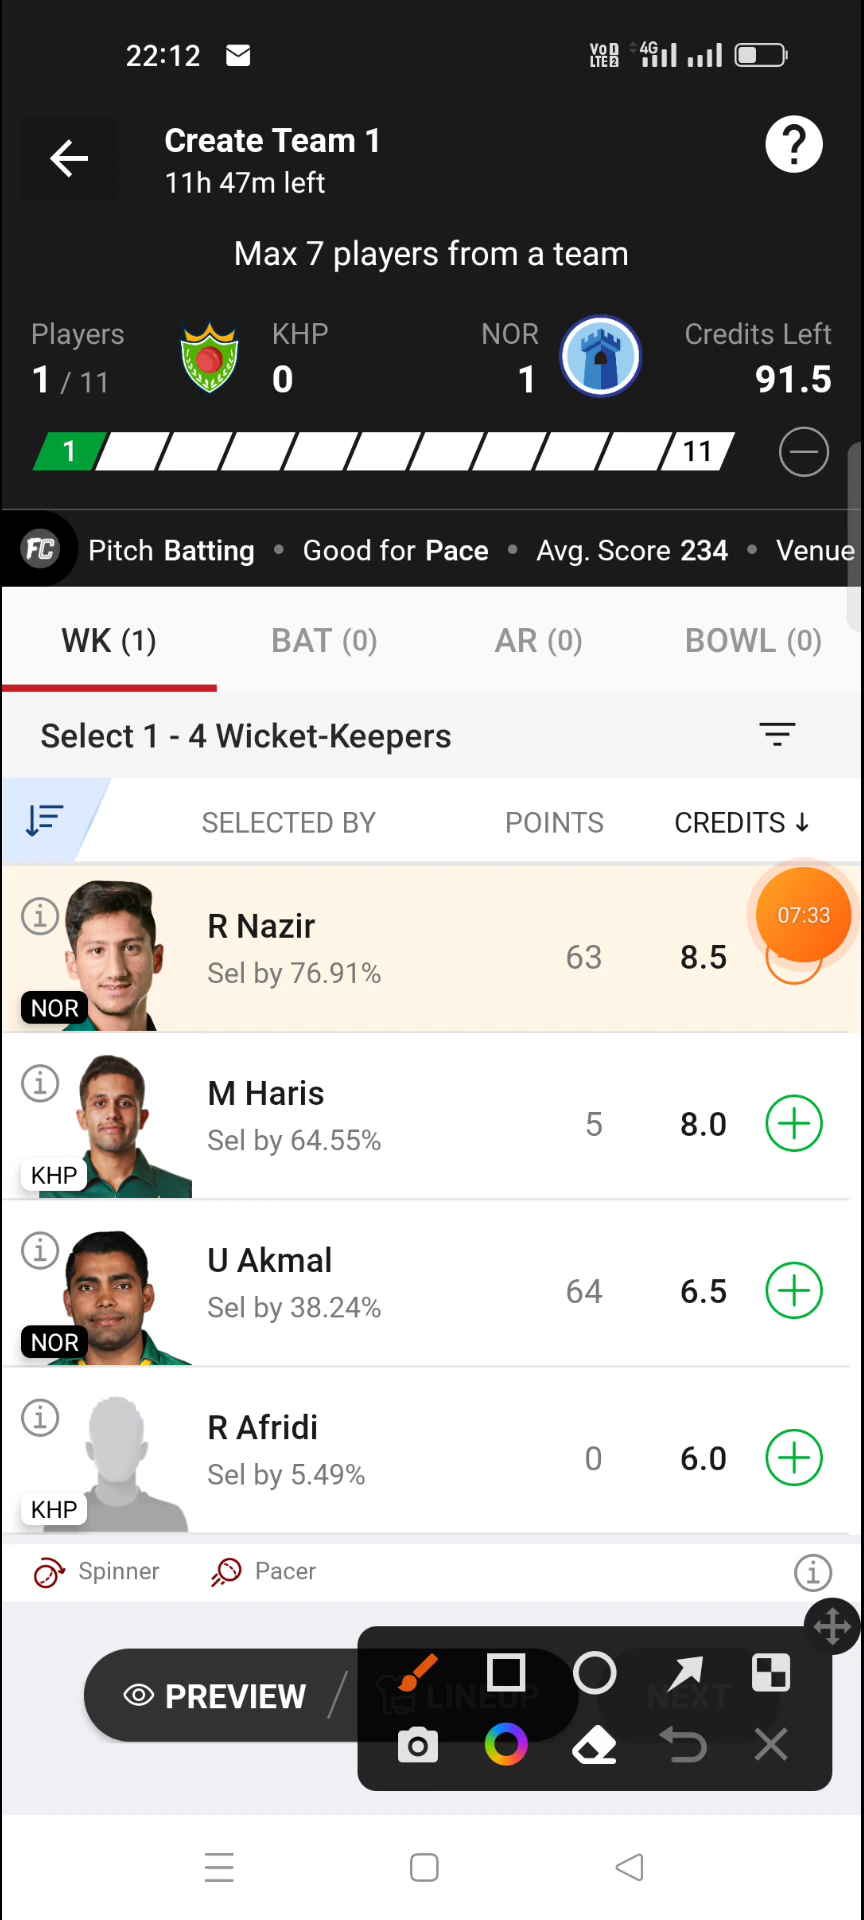 22:12
VoD LTE2 4G
Create Team 1
11h 47m left
?
Max 7 players from a team
Players KHP NOR Credits Left
1 / 11 0 1 91.5
1 11
FC Pitch Batting • Good for Pace • Avg. Score 234 • Venue
WK (1) BAT (0) AR (0) BOWL (0)
Select 1 - 4 Wicket-Keepers
SELECTED BY POINTS CREDITS ↓
R Nazir
Sel by 76.91% 63 8.5
07:33
NOR
M Haris
Sel by 64.55% 5 8.0
KHP
U Akmal
Sel by 38.24% 64 6.5
NOR
R Afridi
Sel by 5.49% 0 6.0
KHP
Spinner Pacer
PREVIEW / LINEUP NEXT